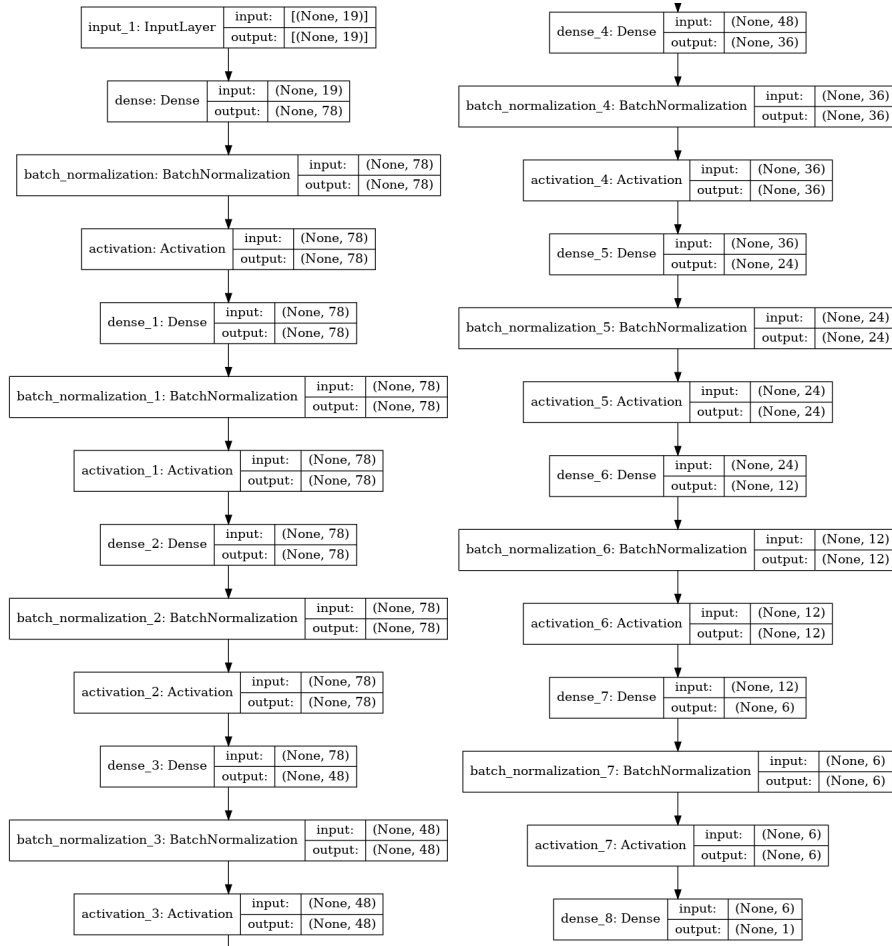 input_1: InputLayer
input: [(None, 19)]
output: [(None, 19)]
dense: Dense
input: (None, 19)
output: (None, 78)
batch_normalization: BatchNormalization
input: (None, 78)
output: (None, 78)
activation: Activation
input: (None, 78)
output: (None, 78)
dense_1: Dense
input: (None, 78)
output: (None, 78)
batch_normalization_1: BatchNormalization
input: (None, 78)
output: (None, 78)
activation_1: Activation
input: (None, 78)
output: (None, 78)
dense_2: Dense
input: (None, 78)
output: (None, 78)
batch_normalization_2: BatchNormalization
input: (None, 78)
output: (None, 78)
activation_2: Activation
input: (None, 78)
output: (None, 78)
dense_3: Dense
input: (None, 78)
output: (None, 48)
batch_normalization_3: BatchNormalization
input: (None, 48)
output: (None, 48)
activation_3: Activation
input: (None, 48)
output: (None, 48)
dense_4: Dense
input: (None, 48)
output: (None, 36)
batch_normalization_4: BatchNormalization
input: (None, 36)
output: (None, 36)
activation_4: Activation
input: (None, 36)
output: (None, 36)
dense_5: Dense
input: (None, 36)
output: (None, 24)
batch_normalization_5: BatchNormalization
input: (None, 24)
output: (None, 24)
activation_5: Activation
input: (None, 24)
output: (None, 24)
dense_6: Dense
input: (None, 24)
output: (None, 12)
batch_normalization_6: BatchNormalization
input: (None, 12)
output: (None, 12)
activation_6: Activation
input: (None, 12)
output: (None, 12)
dense_7: Dense
input: (None, 12)
output: (None, 6)
batch_normalization_7: BatchNormalization
input: (None, 6)
output: (None, 6)
activation_7: Activation
input: (None, 6)
output: (None, 6)
dense_8: Dense
input: (None, 6)
output: (None, 1)